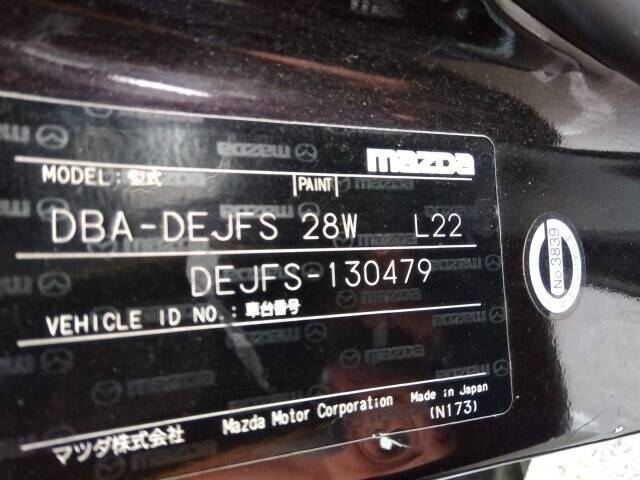 mazda
MODEL : 型式 PAINT
DBA-DEJFS 28W L22
DEJFS-130479
VEHICLE ID NO. : 車台番号
マツダ株式会社 Mazda Motor Corporation Made in Japan
(N173)
No.3839